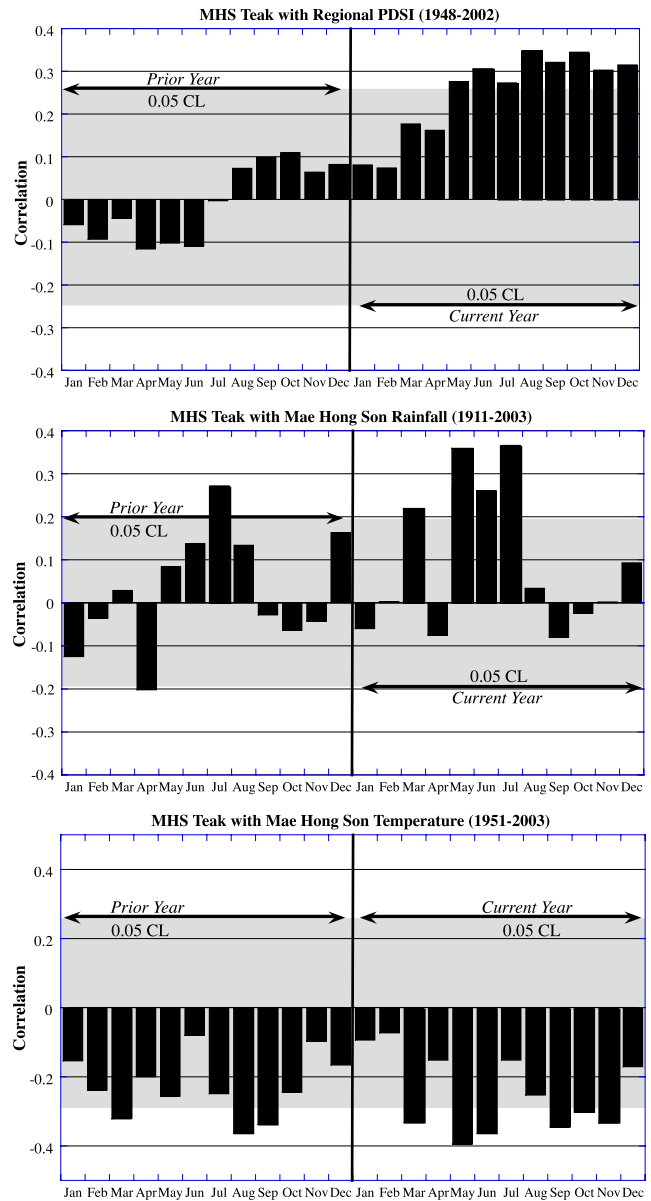 MHS Teak with Regional PDSI (1948-2002)
0.4
0.3
0.2
0.1
0
-0.1
-0.2
-0.3
-0.4
Correlation
Prior Year
0.05 CL
0.05 CL
Current Year
Jan Feb Mar Apr May Jun Jul Aug Sep Oct Nov Dec Jan Feb Mar Apr May Jun Jul Aug Sep Oct Nov Dec
MHS Teak with Mae Hong Son Rainfall (1911-2003)
0.4
0.3
0.2
0.1
0
-0.1
-0.2
-0.3
-0.4
Correlation
Prior Year
0.05 CL
0.05 CL
Current Year
Jan Feb Mar Apr May Jun Jul Aug Sep Oct Nov Dec Jan Feb Mar Apr May Jun Jul Aug Sep Oct Nov Dec
MHS Teak with Mae Hong Son Temperature (1951-2003)
0.4
0.2
0
-0.2
-0.4
Correlation
Prior Year
0.05 CL
Current Year
0.05 CL
Jan Feb Mar Apr May Jun Jul Aug Sep Oct Nov Dec Jan Feb Mar Apr May Jun Jul Aug Sep Oct Nov Dec